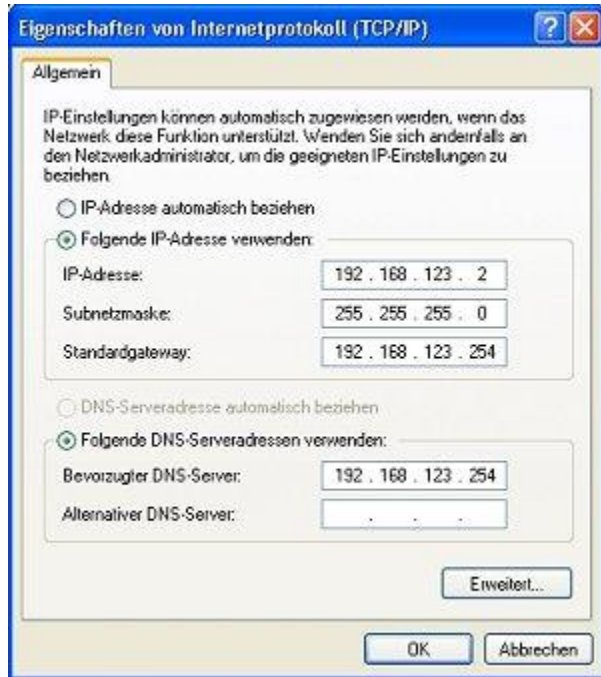 Eigenschaften von Internetprotokoll (TCP/IP)
Allgemein
IP-Einstellungen können automatisch zugewiesen werden, wenn das
Netzwerk diese Funktion unterstützt. Wenden Sie sich andernfalls an
den Netzwerkadministrator, um die geeigneten IP-Einstellungen zu
beziehen.
IP-Adresse automatisch beziehen
Folgende IP-Adresse verwenden:
IP-Adresse: 192 . 168 . 123 . 2
Subnetzmaske: 255 . 255 . 255 . 0
Standardgateway: 192 . 168 . 123 . 254
DNS-Serveradresse automatisch beziehen
Folgende DNS-Serveradressen verwenden:
Bevorzugter DNS-Server: 192 . 168 . 123 . 254
Alternativer DNS-Server: . . .
Erweitert...
OK Abbrechen